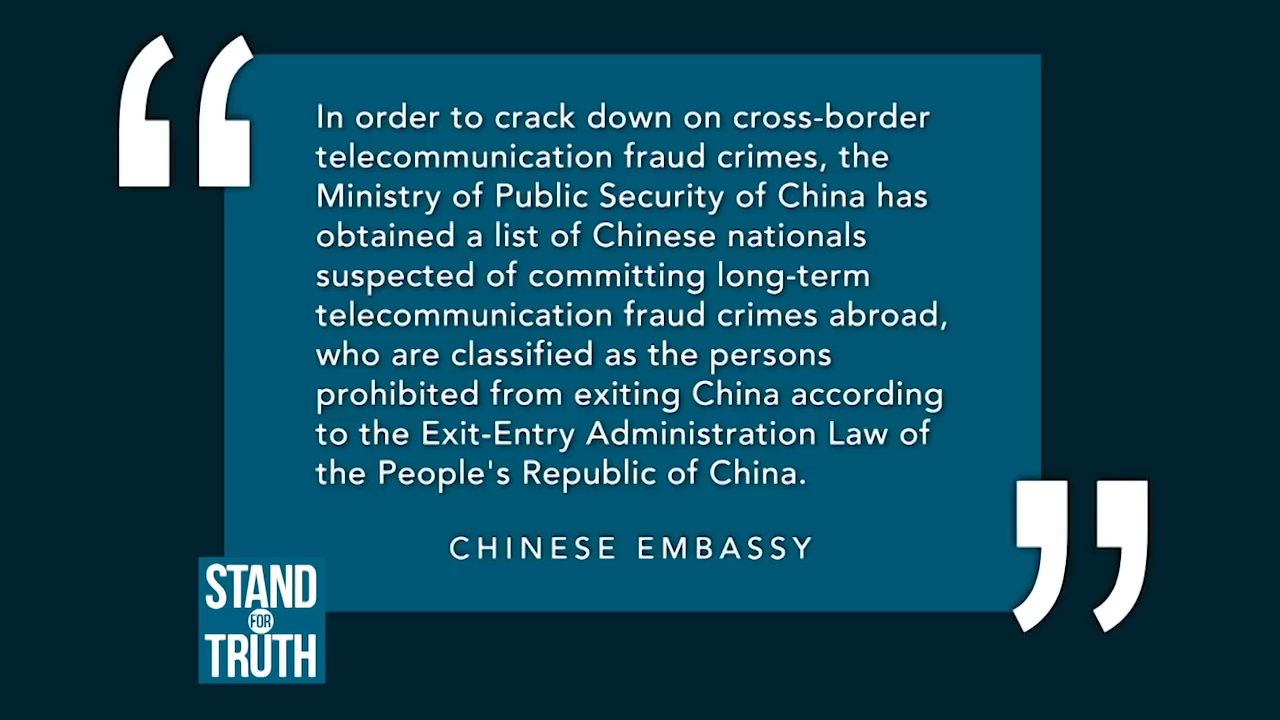 “
In order to crack down on cross-border
telecommunication fraud crimes, the
Ministry of Public Security of China has
obtained a list of Chinese nationals
suspected of committing long-term
telecommunication fraud crimes abroad,
who are classified as the persons
prohibited from exiting China according
to the Exit-Entry Administration Law of
the People's Republic of China.
”
CHINESE EMBASSY
STAND
FOR
TRUTH